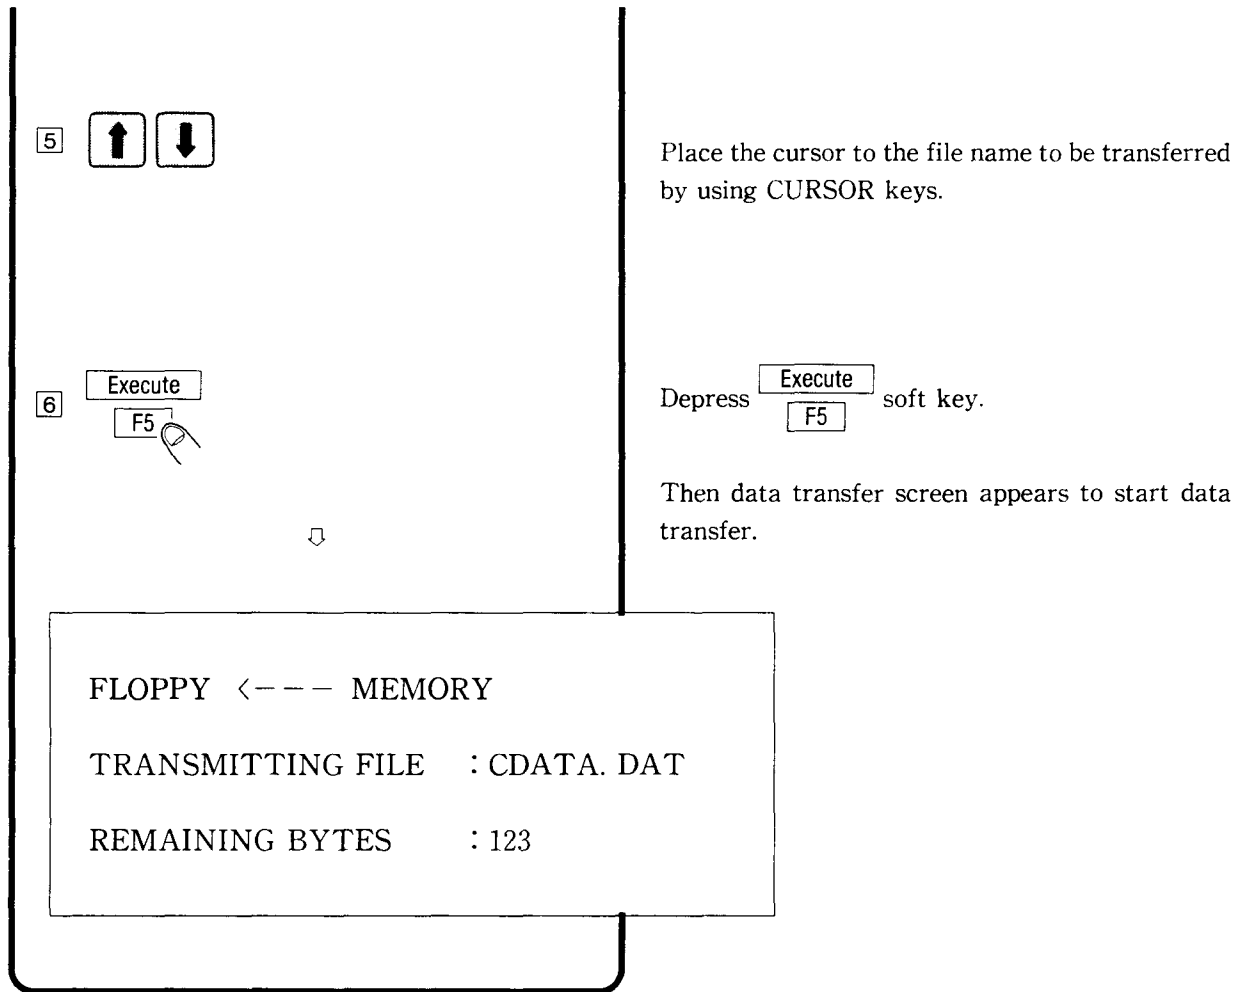 5
Place the cursor to the file name to be transferred
by using CURSOR keys.
6 Execute
F5
Depress Execute soft key.
F5
Then data transfer screen appears to start data
transfer.
FLOPPY <--- MEMORY
TRANSMITTING FILE : CDATA. DAT
REMAINING BYTES : 123